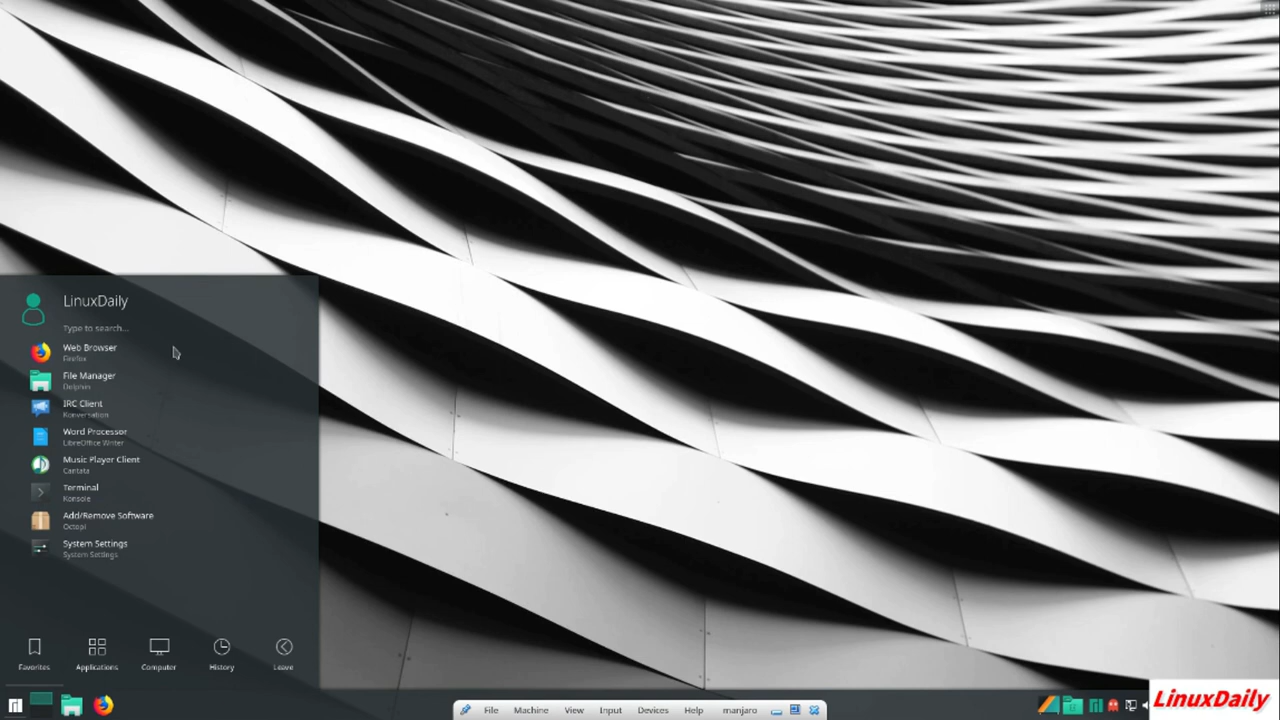 LinuxDaily
Type to search...
Web Browser
Firefox
File Manager
Dolphin
IRC Client
Konversation
Word Processor
LibreOffice Writer
Music Player Client
Cantata
Terminal
Konsole
Add/Remove Software
Octopi
System Settings
System Settings
Favorites Applications Computer History Leave
File Machine View Input Devices Help manjaro
LinuxDaily